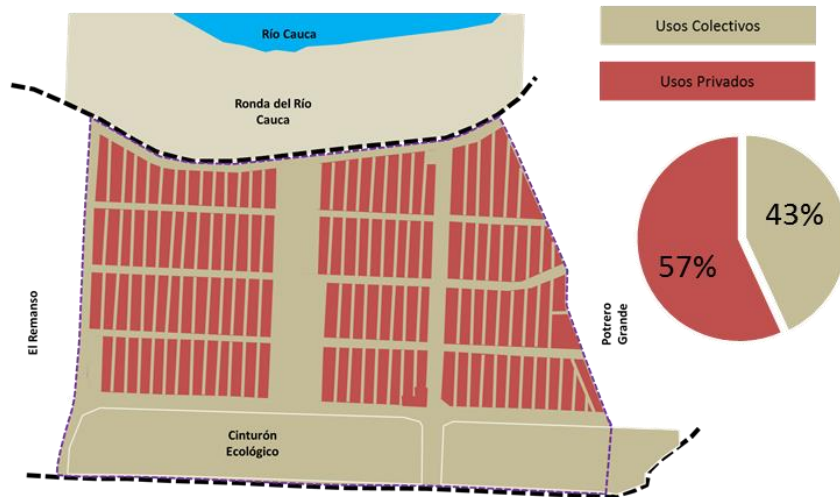 Río Cauca
Ronda del Río
Cauca
El Remanso
Potrero
Grande
Cinturón
Ecológico
Usos Colectivos
Usos Privados
43%
57%